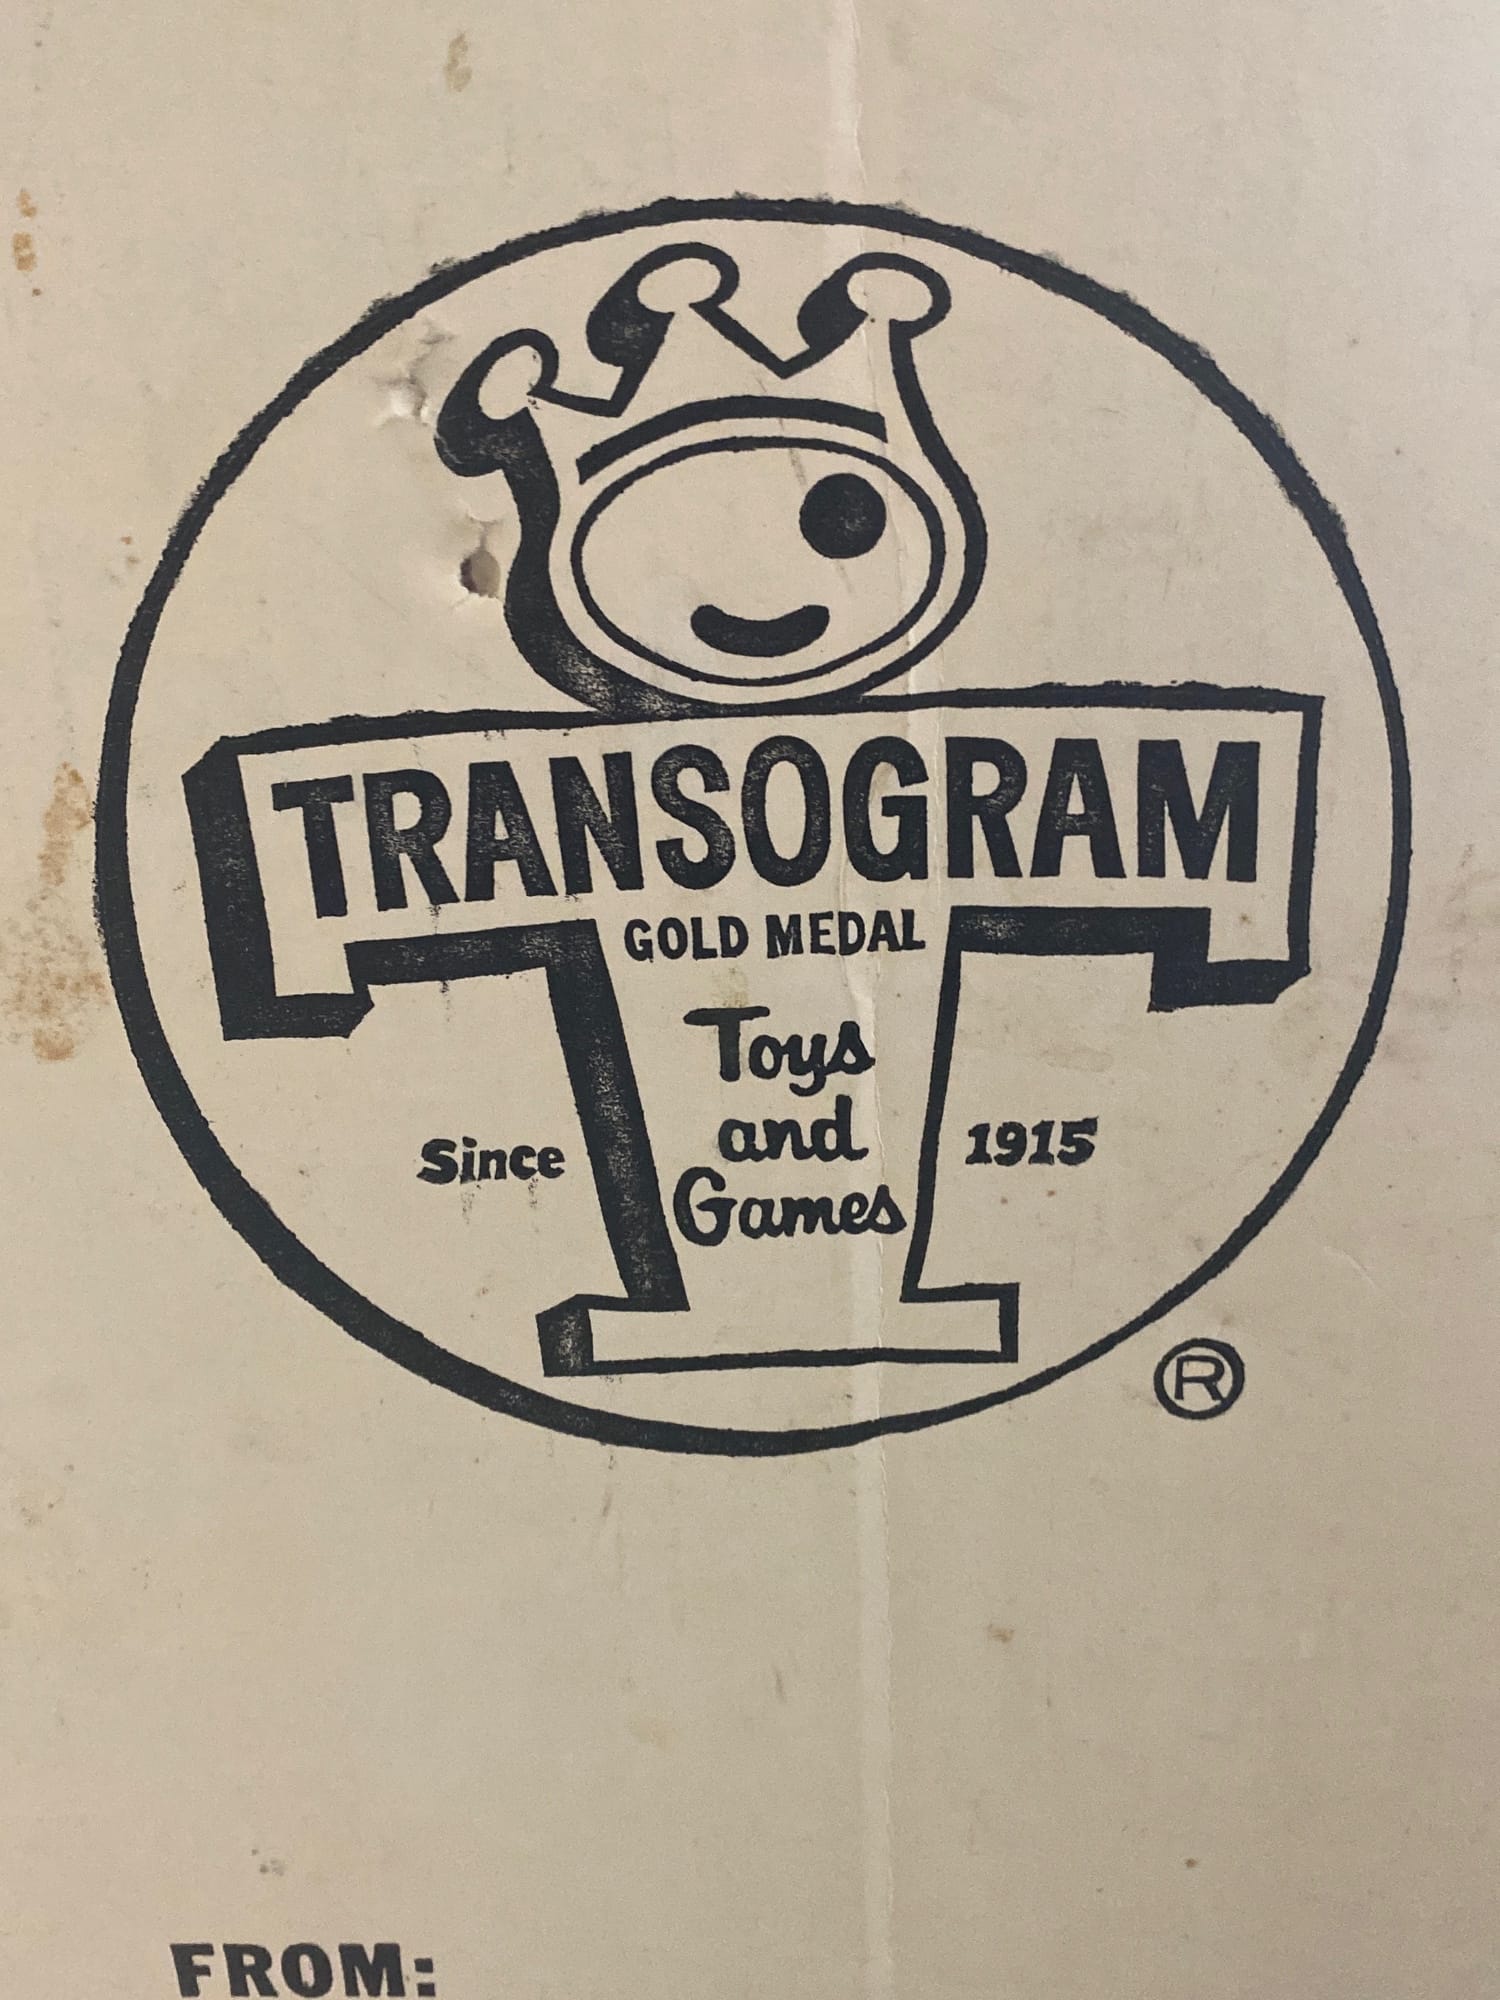 TRANSOGRAM
GOLD MEDAL
Toys
and
Games
Since 1915
®
FROM: